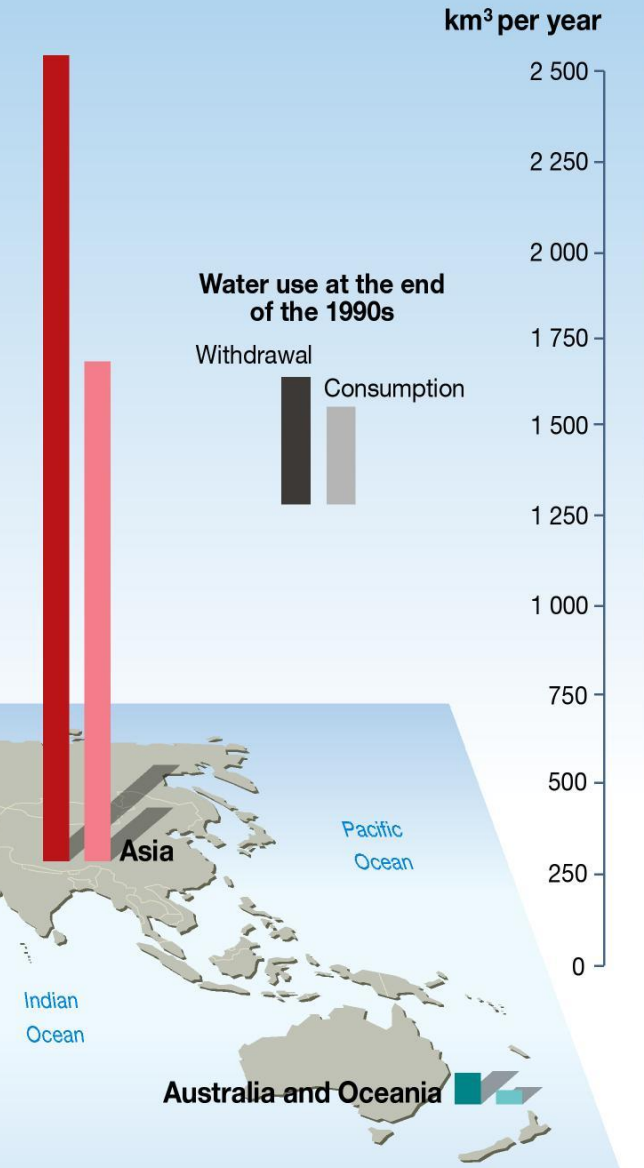 km³ per year
2 500
2 250
2 000
Water use at the end
of the 1990s
1 750
Withdrawal
Consumption
1 500
1 250
1 000
750
500
Pacific
Ocean
Asia
250
0
Indian
Ocean
Australia and Oceania